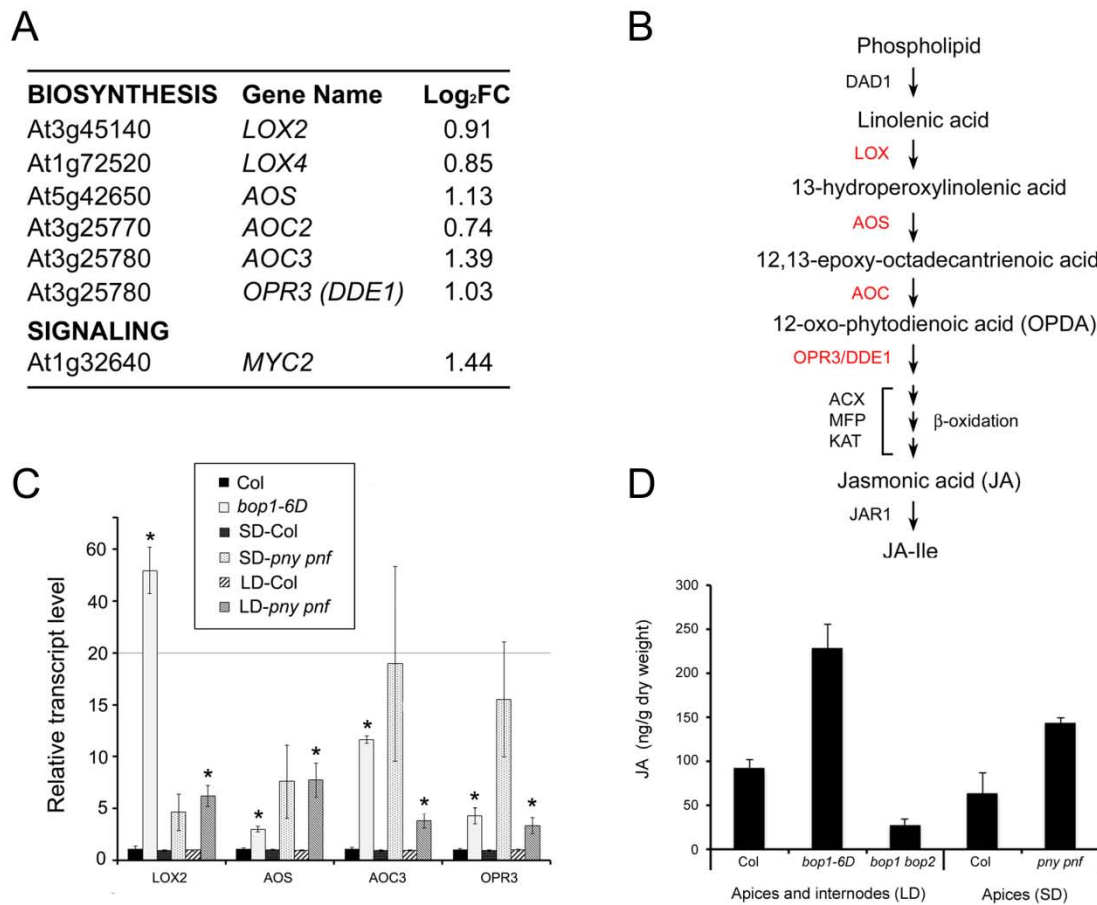 A
BIOSYNTHESIS Gene Name Log₂FC
At3g45140 LOX2 0.91
At1g72520 LOX4 0.85
At5g42650 AOS 1.13
At3g25770 AOC2 0.74
At3g25780 AOC3 1.39
At3g25780 OPR3 (DDE1) 1.03
SIGNALING
At1g32640 MYC2 1.44
B
Phospholipid
DAD1
Linolenic acid
LOX
13-hydroperoxylinolenic acid
AOS
12,13-epoxy-octadecantrienoic acid
AOC
12-oxo-phytodienoic acid (OPDA)
OPR3/DDE1
ACX
MFP β-oxidation
KAT
Jasmonic acid (JA)
JAR1
JA-Ile
C
Col
bop1-6D
SD-Col
SD-pny pnf
LD-Col
LD-pny pnf
Relative transcript level
60
40
20
15
10
5
0
* * * * * * *
LOX2 AOS AOC3 OPR3
D
JA (ng/g dry weight)
300
250
200
150
100
50
0
Col bop1-6D bop1 bop2 Col pny pnf
Apices and internodes (LD) Apices (SD)